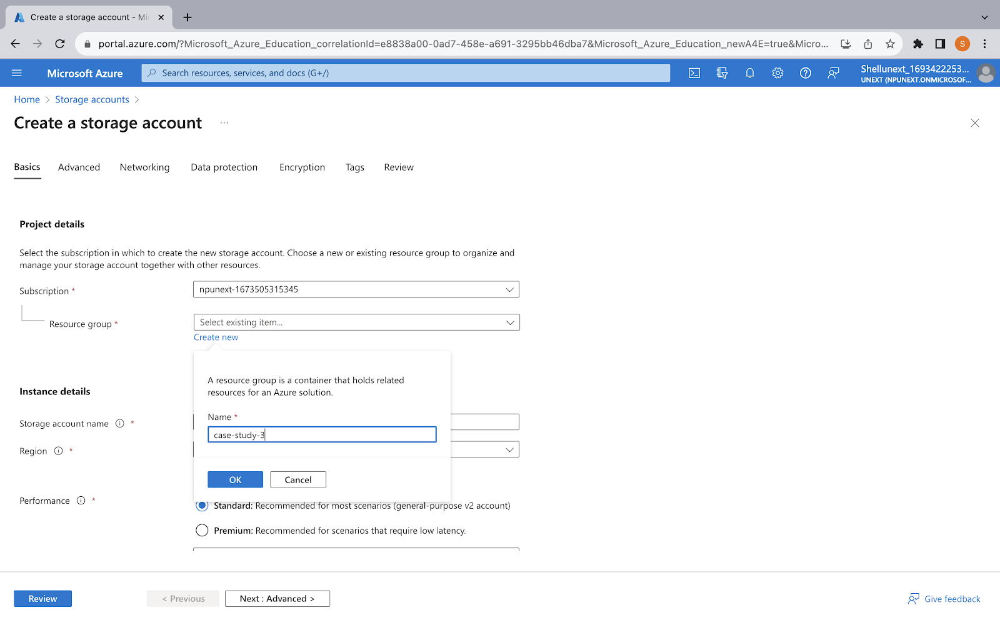 Create a storage account - Mi
portal.azure.com/?Microsoft_Azure_Education_correlationId=e8838a00-0ad7-458e-a691-3295bb46dba7&Microsoft_Azure_Education_newA4E=true&Micro...
S
Microsoft Azure
Search resources, services, and docs (G+/)
Shellunext_1693422253...
UNEXT (NPUNEXT.ONMICROSOF...
Home > Storage accounts >
Create a storage account ...
Basics Advanced Networking Data protection Encryption Tags Review
Project details
Select the subscription in which to create the new storage account. Choose a new or existing resource group to organize and
manage your storage account together with other resources.
Subscription *
npunext-1673505315345
Resource group *
Select existing item...
Create new
A resource group is a container that holds related
resources for an Azure solution.
Name *
case-study-3
OK Cancel
Instance details
Storage account name *
Region *
Performance *
Standard: Recommended for most scenarios (general-purpose v2 account)
Premium: Recommended for scenarios that require low latency.
Review < Previous Next : Advanced > Give feedback